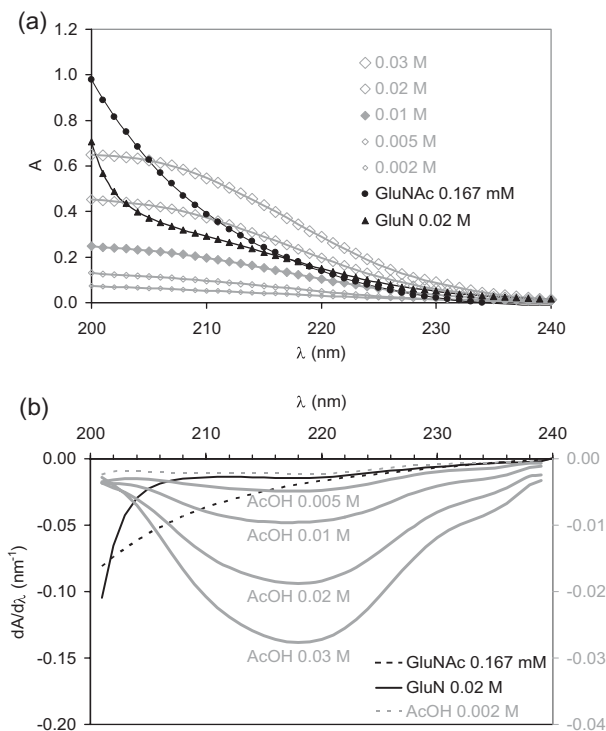 (a)
1.2
1.0
0.8
0.6
0.4
0.2
0.0
A
0.03 M
0.02 M
0.01 M
0.005 M
0.002 M
GluNAc 0.167 mM
GluN 0.02 M
200 210 220 230 240
λ (nm)
(b)
λ (nm)
200 210 220 230 240
0.00
-0.05
-0.10
-0.15
-0.20
dA/dλ (nm⁻¹)
0.00
-0.01
-0.02
-0.03
-0.04
AcOH 0.005 M
AcOH 0.01 M
AcOH 0.02 M
AcOH 0.03 M
GluNAc 0.167 mM
GluN 0.02 M
AcOH 0.002 M